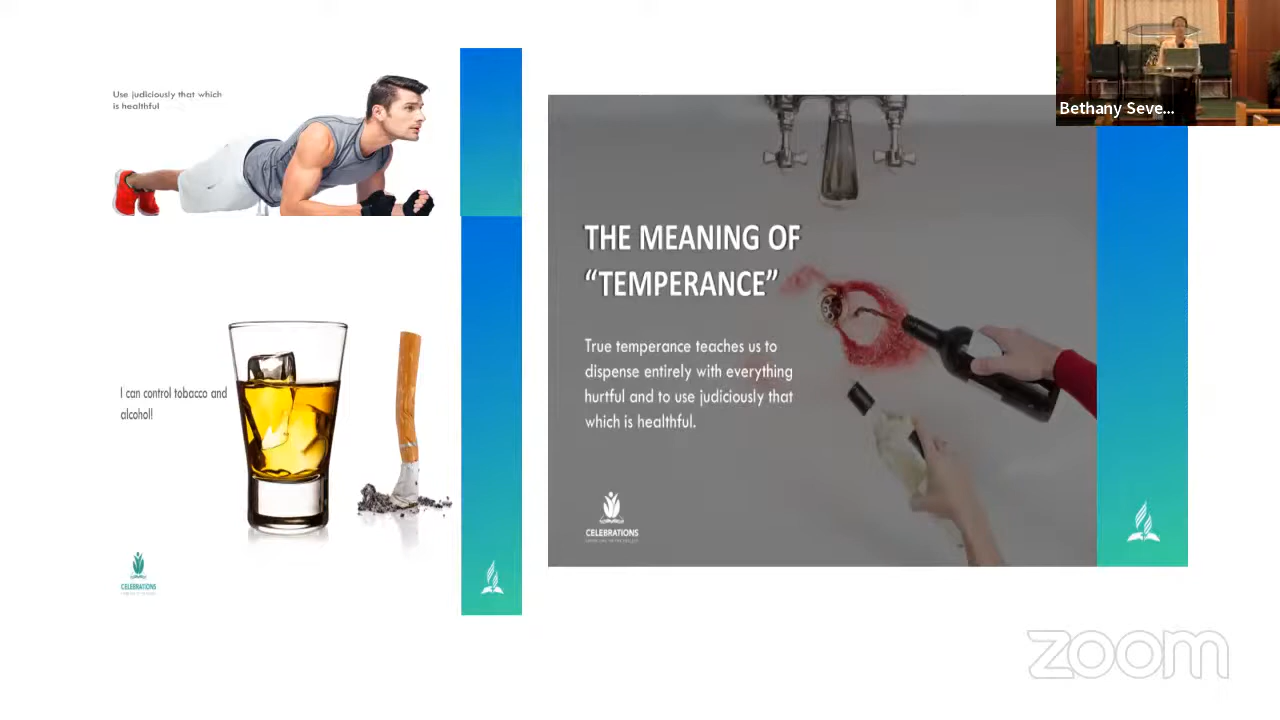 Use judiciously that which
is healthful
I can control tobacco and
alcohol!
CELEBRATIONS
THE MEANING OF
“TEMPERANCE”
True temperance teaches us to
dispense entirely with everything
hurtful and to use judiciously that
which is healthful.
CELEBRATIONS
Bethany Seve...
zoom